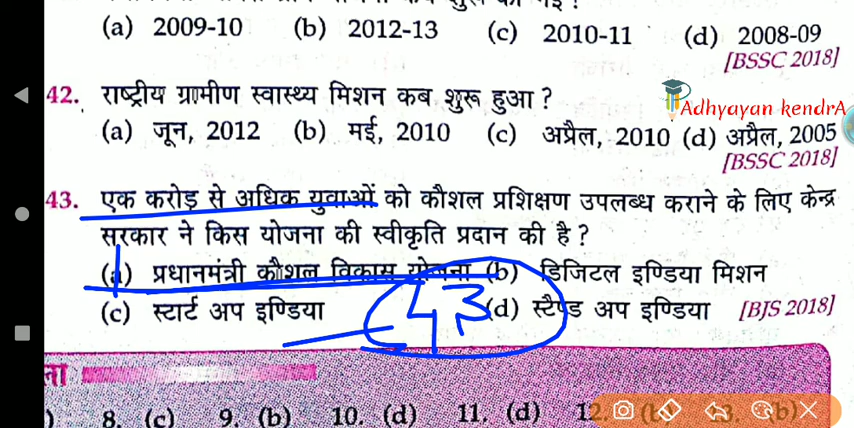 (a) 2009-10 (b) 2012-13 (c) 2010-11 (d) 2008-09
[BSSC 2018]
42. राष्ट्रीय ग्रामीण स्वास्थ्य मिशन कब शुरू हुआ ?
Adhyayan kendrA
(a) जून, 2012 (b) मई, 2010 (c) अप्रैल, 2010 (d) अप्रैल, 2005
[BSSC 2018]
43. एक करोड़ से अधिक युवाओं को कौशल प्रशिक्षण उपलब्ध कराने के लिए केन्द्र
सरकार ने किस योजना की स्वीकृति प्रदान की है ?
(a) प्रधानमंत्री कौशल विकास योजना (b) डिजिटल इण्डिया मिशन
(c) स्टार्ट अप इण्डिया (d) स्टैण्ड अप इण्डिया [BJS 2018]
43
8. (c) 9. (b) 10. (d) 11. (d)